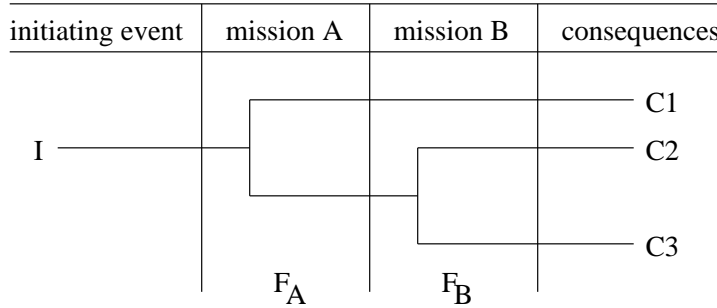 initiating event mission A mission B consequences
C1
I C2
C3
F_A F_B